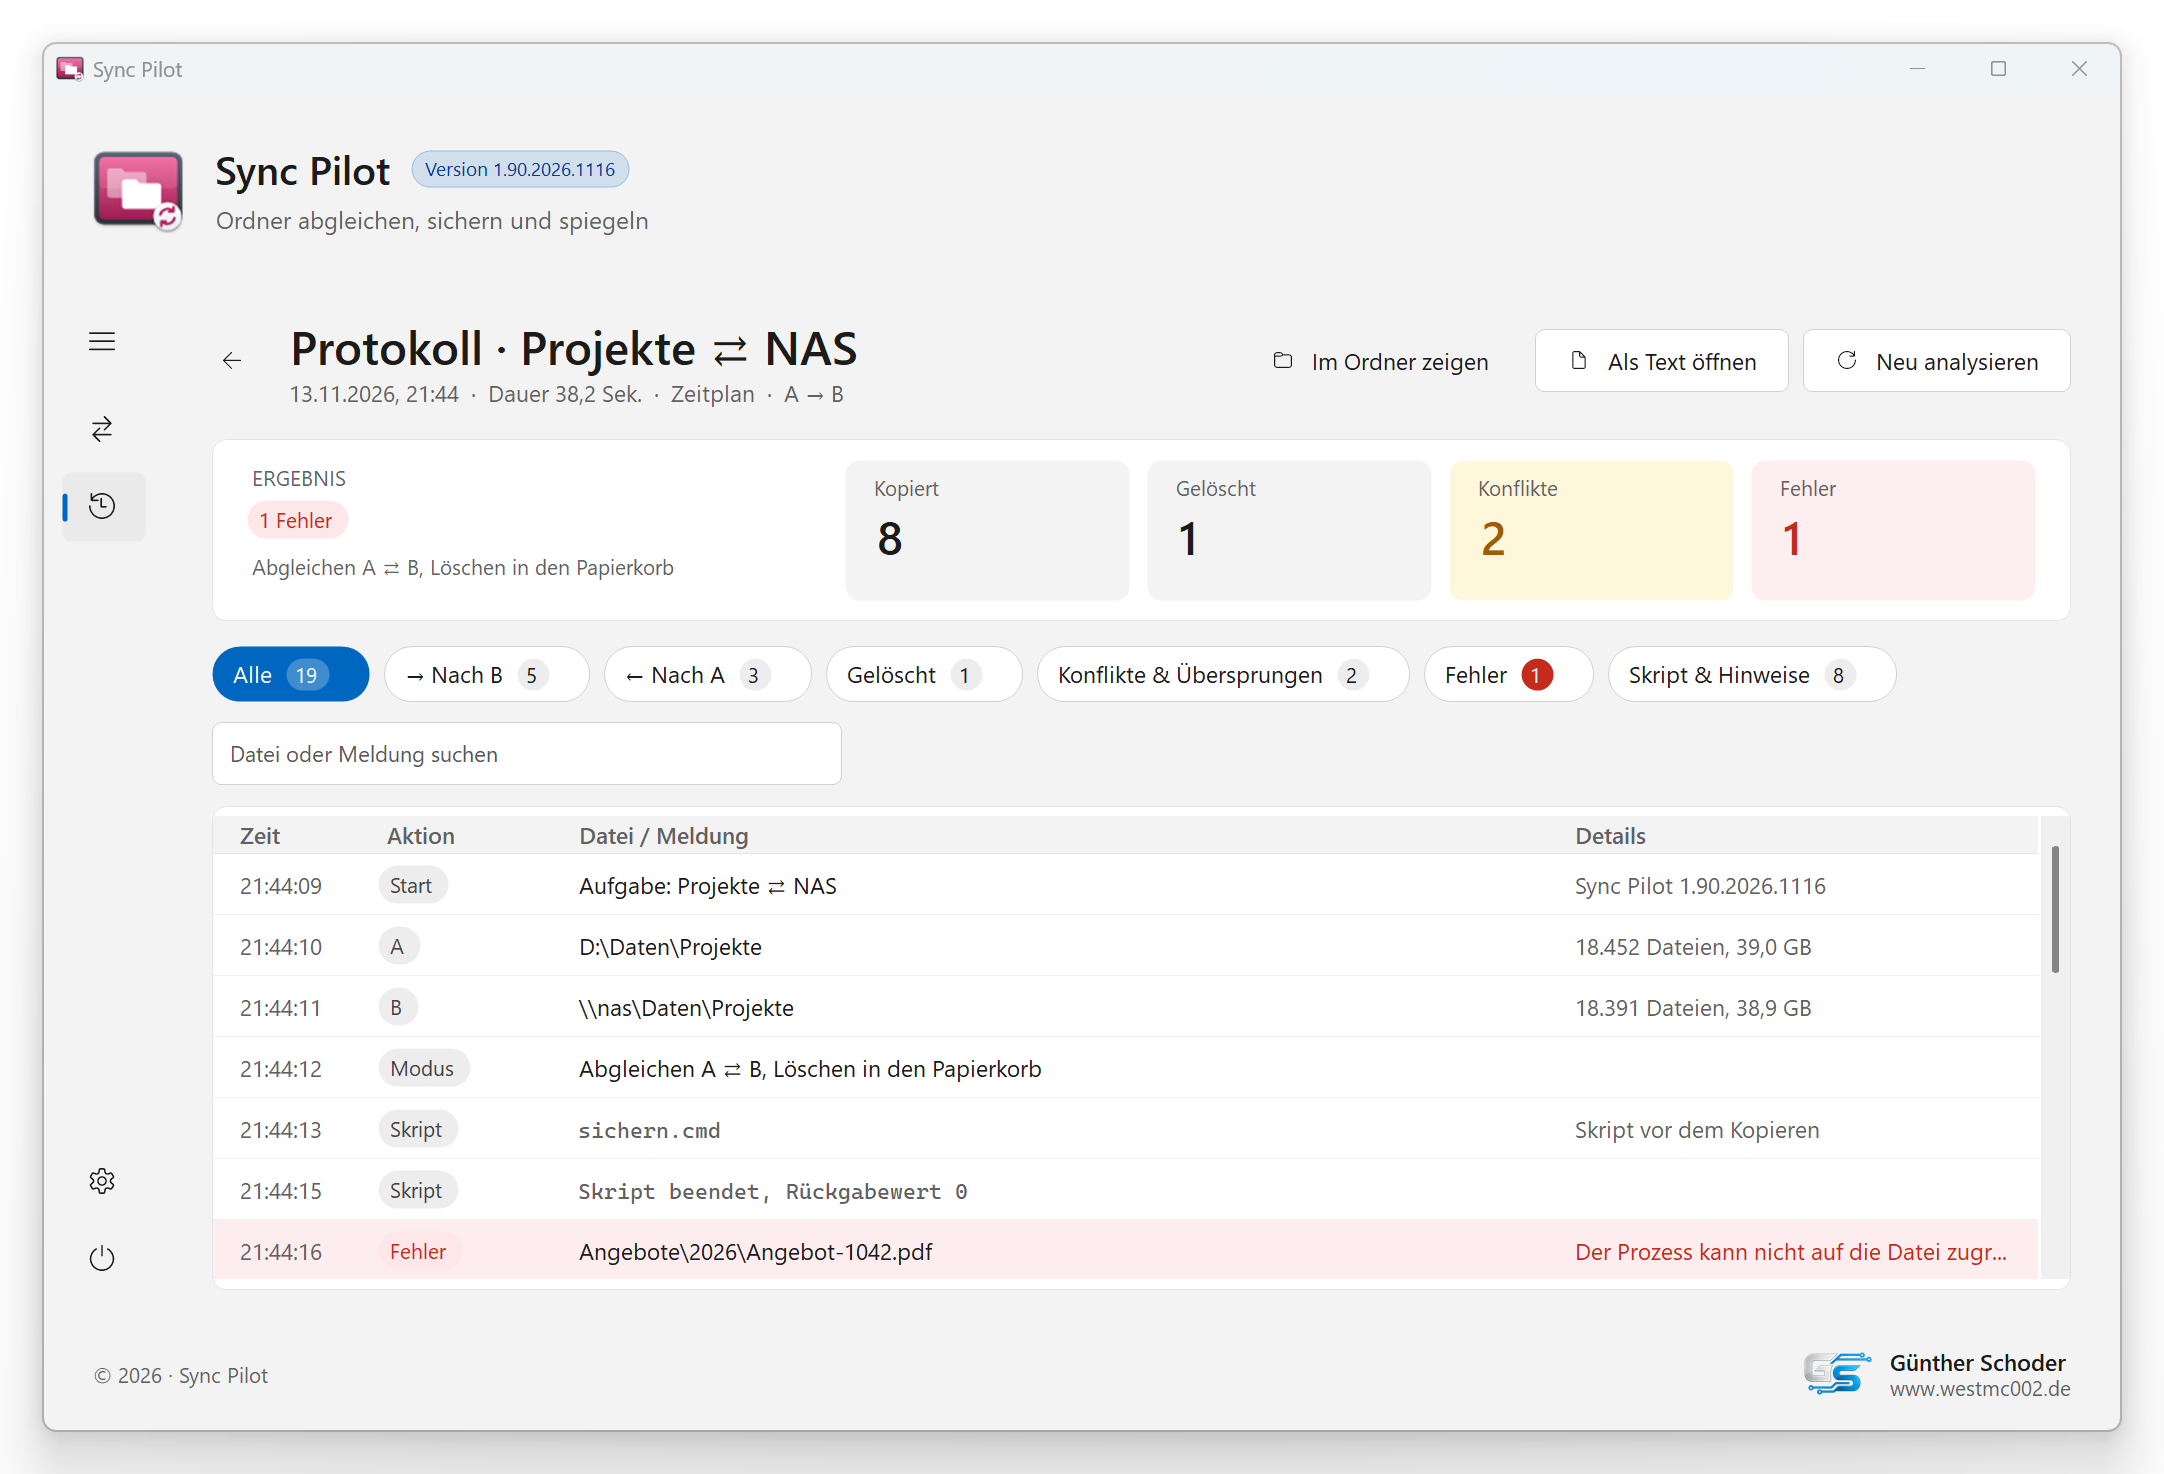 Sync Pilot
Sync Pilot
Version 1.90.2026.1116
Ordner abgleichen, sichern und spiegeln
Protokoll · Projekte ⇄ NAS
13.11.2026, 21:44 · Dauer 38,2 Sek. · Zeitplan · A → B
Im Ordner zeigen
Als Text öffnen
Neu analysieren
ERGEBNIS
1 Fehler
Abgleichen A ⇄ B, Löschen in den Papierkorb
Kopiert
8
Gelöscht
1
Konflikte
2
Fehler
1
Alle 19
→ Nach B 5
← Nach A 3
Gelöscht 1
Konflikte & Übersprungen 2
Fehler 1
Skript & Hinweise 8
Datei oder Meldung suchen
Zeit Aktion Datei / Meldung Details
21:44:09 Start Aufgabe: Projekte ⇄ NAS Sync Pilot 1.90.2026.1116
21:44:10 A D:\Daten\Projekte 18.452 Dateien, 39,0 GB
21:44:11 B \\nas\Daten\Projekte 18.391 Dateien, 38,9 GB
21:44:12 Modus Abgleichen A ⇄ B, Löschen in den Papierkorb
21:44:13 Skript sichern.cmd Skript vor dem Kopieren
21:44:15 Skript Skript beendet, Rückgabewert 0
21:44:16 Fehler Angebote\2026\Angebot-1042.pdf Der Prozess kann nicht auf die Datei zugr...
© 2026 · Sync Pilot
GS
Günther Schoder
www.westmc002.de